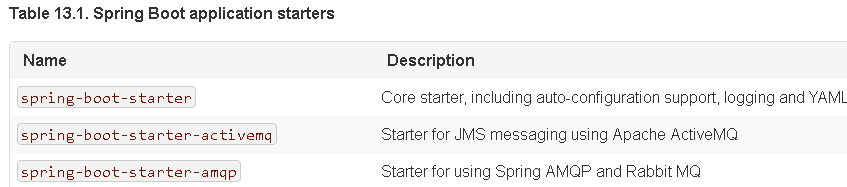 Table 13.1. Spring Boot application starters
Name Description
spring-boot-starter Core starter, including auto-configuration support, logging and YAML
spring-boot-starter-activemq Starter for JMS messaging using Apache ActiveMQ
spring-boot-starter-amqp Starter for using Spring AMQP and Rabbit MQ